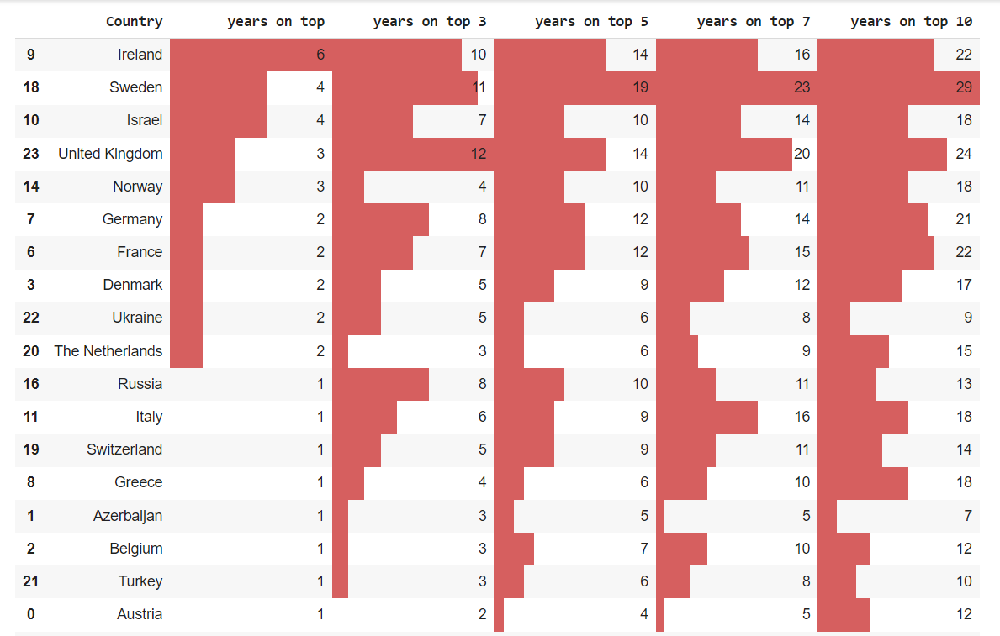 Country years on top years on top 3 years on top 5 years on top 7 years on top 10
9 Ireland 6 10 14 16 22
18 Sweden 4 11 19 23 29
10 Israel 4 7 10 14 18
23 United Kingdom 3 12 14 20 24
14 Norway 3 4 10 11 18
7 Germany 2 8 12 14 21
6 France 2 7 12 15 22
3 Denmark 2 5 9 12 17
22 Ukraine 2 5 6 8 9
20 The Netherlands 2 3 6 9 15
16 Russia 1 8 10 11 13
11 Italy 1 6 9 16 18
19 Switzerland 1 5 9 11 14
8 Greece 1 4 6 10 18
1 Azerbaijan 1 3 5 5 7
2 Belgium 1 3 7 10 12
21 Turkey 1 3 6 8 10
0 Austria 1 2 4 5 12